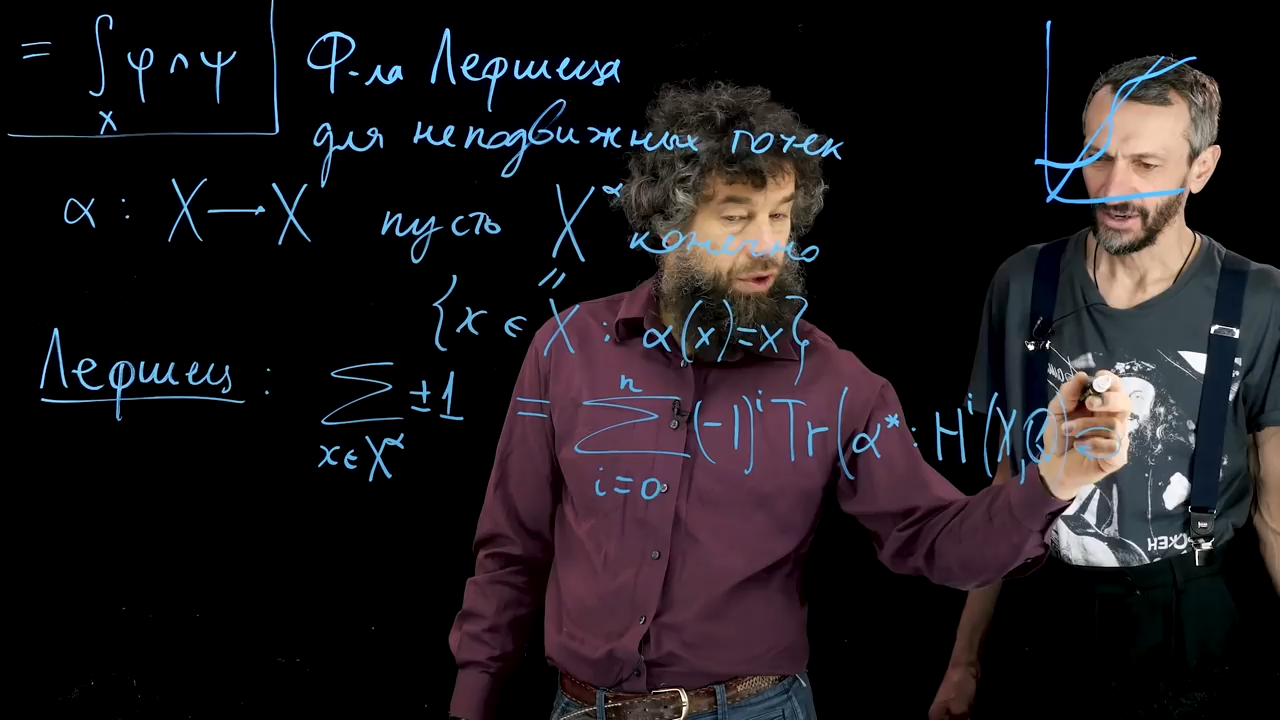 = ∫_X φ ∧ ψ
Ф-ла Лефшеца
для неподвижных точек
α : X → X пусть X^α конечно
{x ∈ X : α(x) = x}
Лефшец : Σ_{x ∈ X^α} ±1 = Σ_{i=0}^{n} (-1)^i Tr(α* : H^i(X, Q)